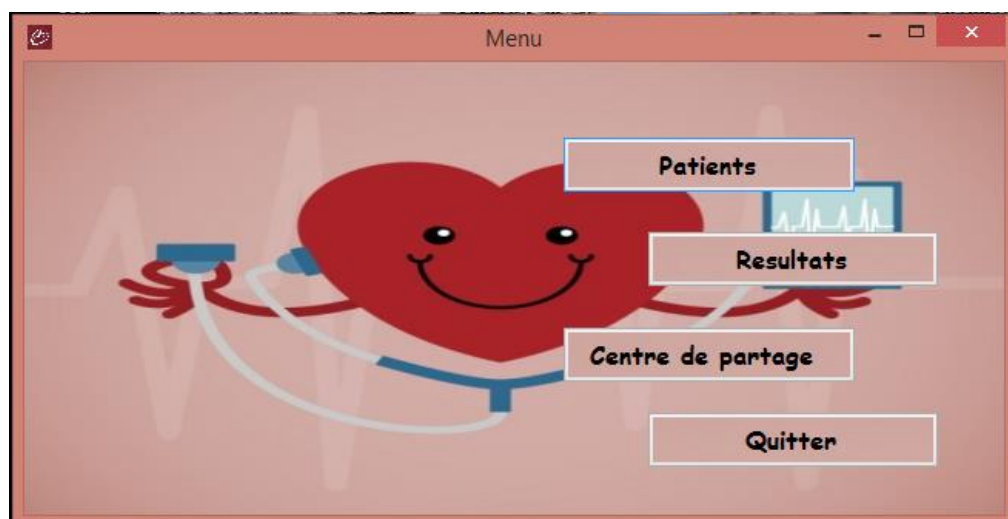 Menu
Patients
Resultats
Centre de partage
Quitter